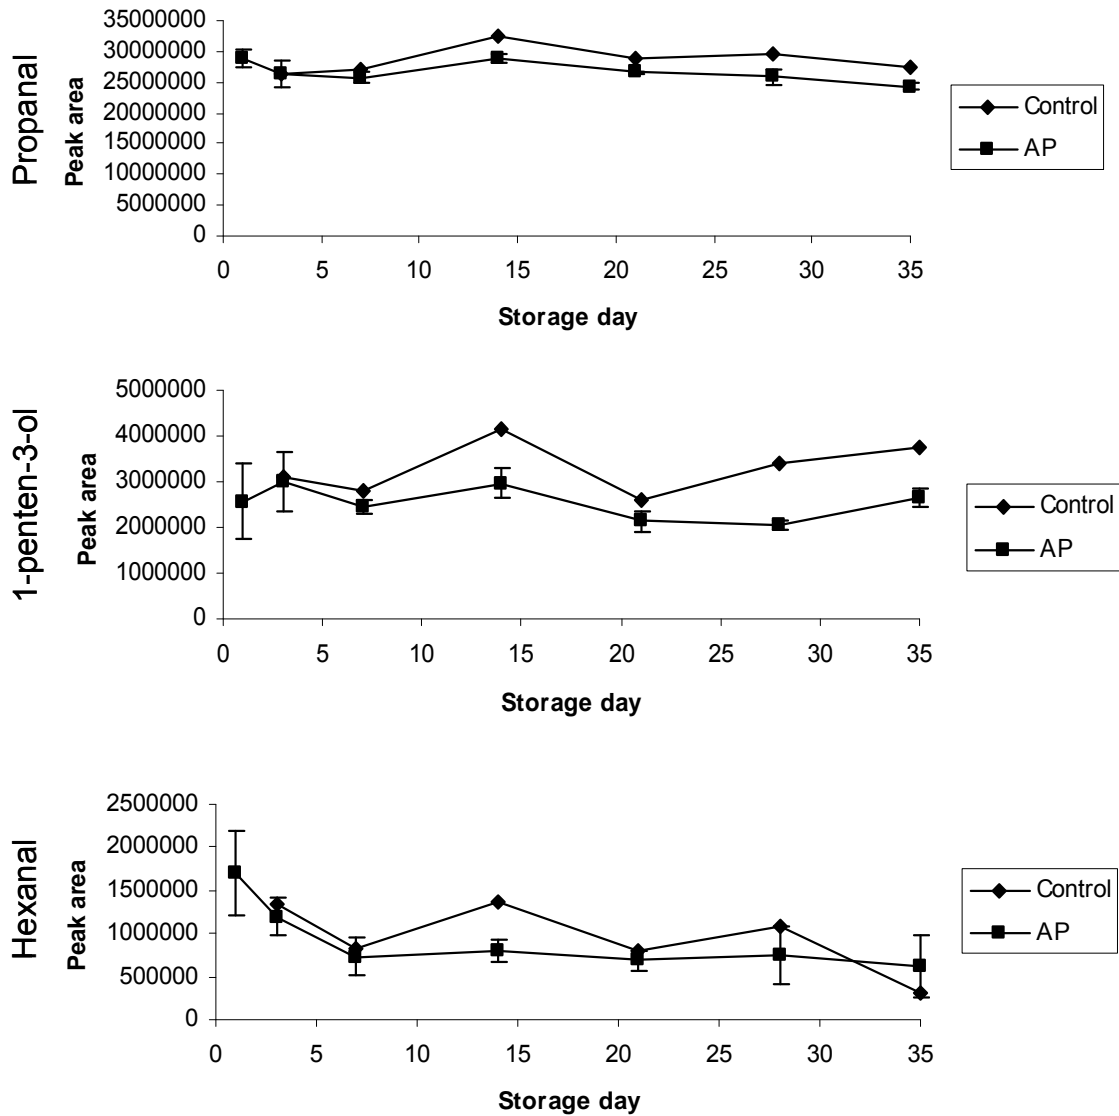 Propanal
Peak area
35000000
30000000
25000000
20000000
15000000
10000000
5000000
0
0 5 10 15 20 25 30 35
Storage day
Control
AP
1-penten-3-ol
Peak area
5000000
4000000
3000000
2000000
1000000
0
0 5 10 15 20 25 30 35
Storage day
Control
AP
Hexanal
Peak area
2500000
2000000
1500000
1000000
500000
0
0 5 10 15 20 25 30 35
Storage day
Control
AP